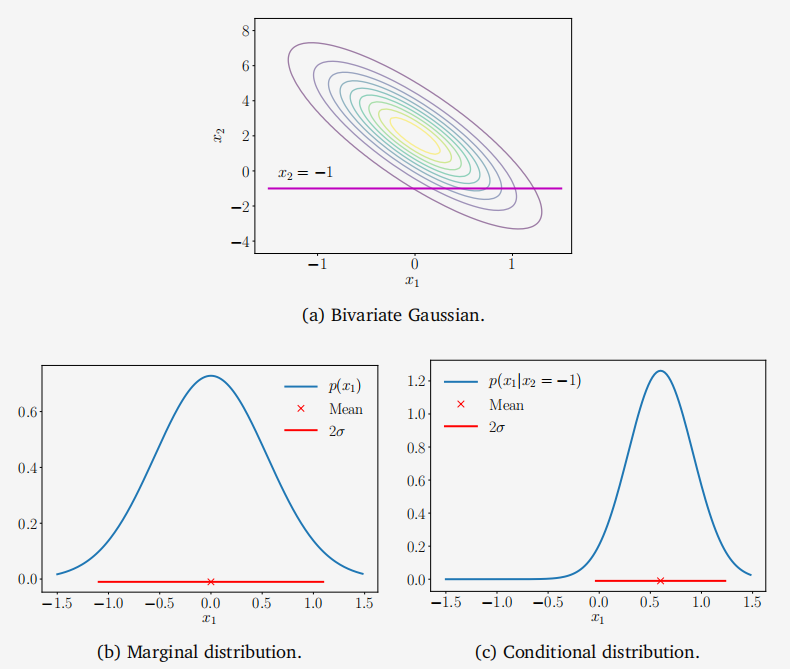 8
6
4
2
0
−2
−4
x₂
x₂ = −1
−1 0 1
x₁
(a) Bivariate Gaussian.
0.6
0.4
0.2
0.0
p(x₁)
Mean
2σ
−1.5 −1.0 −0.5 0.0 0.5 1.0 1.5
x₁
(b) Marginal distribution.
1.2
1.0
0.8
0.6
0.4
0.2
0.0
p(x₁|x₂ = −1)
Mean
2σ
−1.5 −1.0 −0.5 0.0 0.5 1.0 1.5
x₁
(c) Conditional distribution.